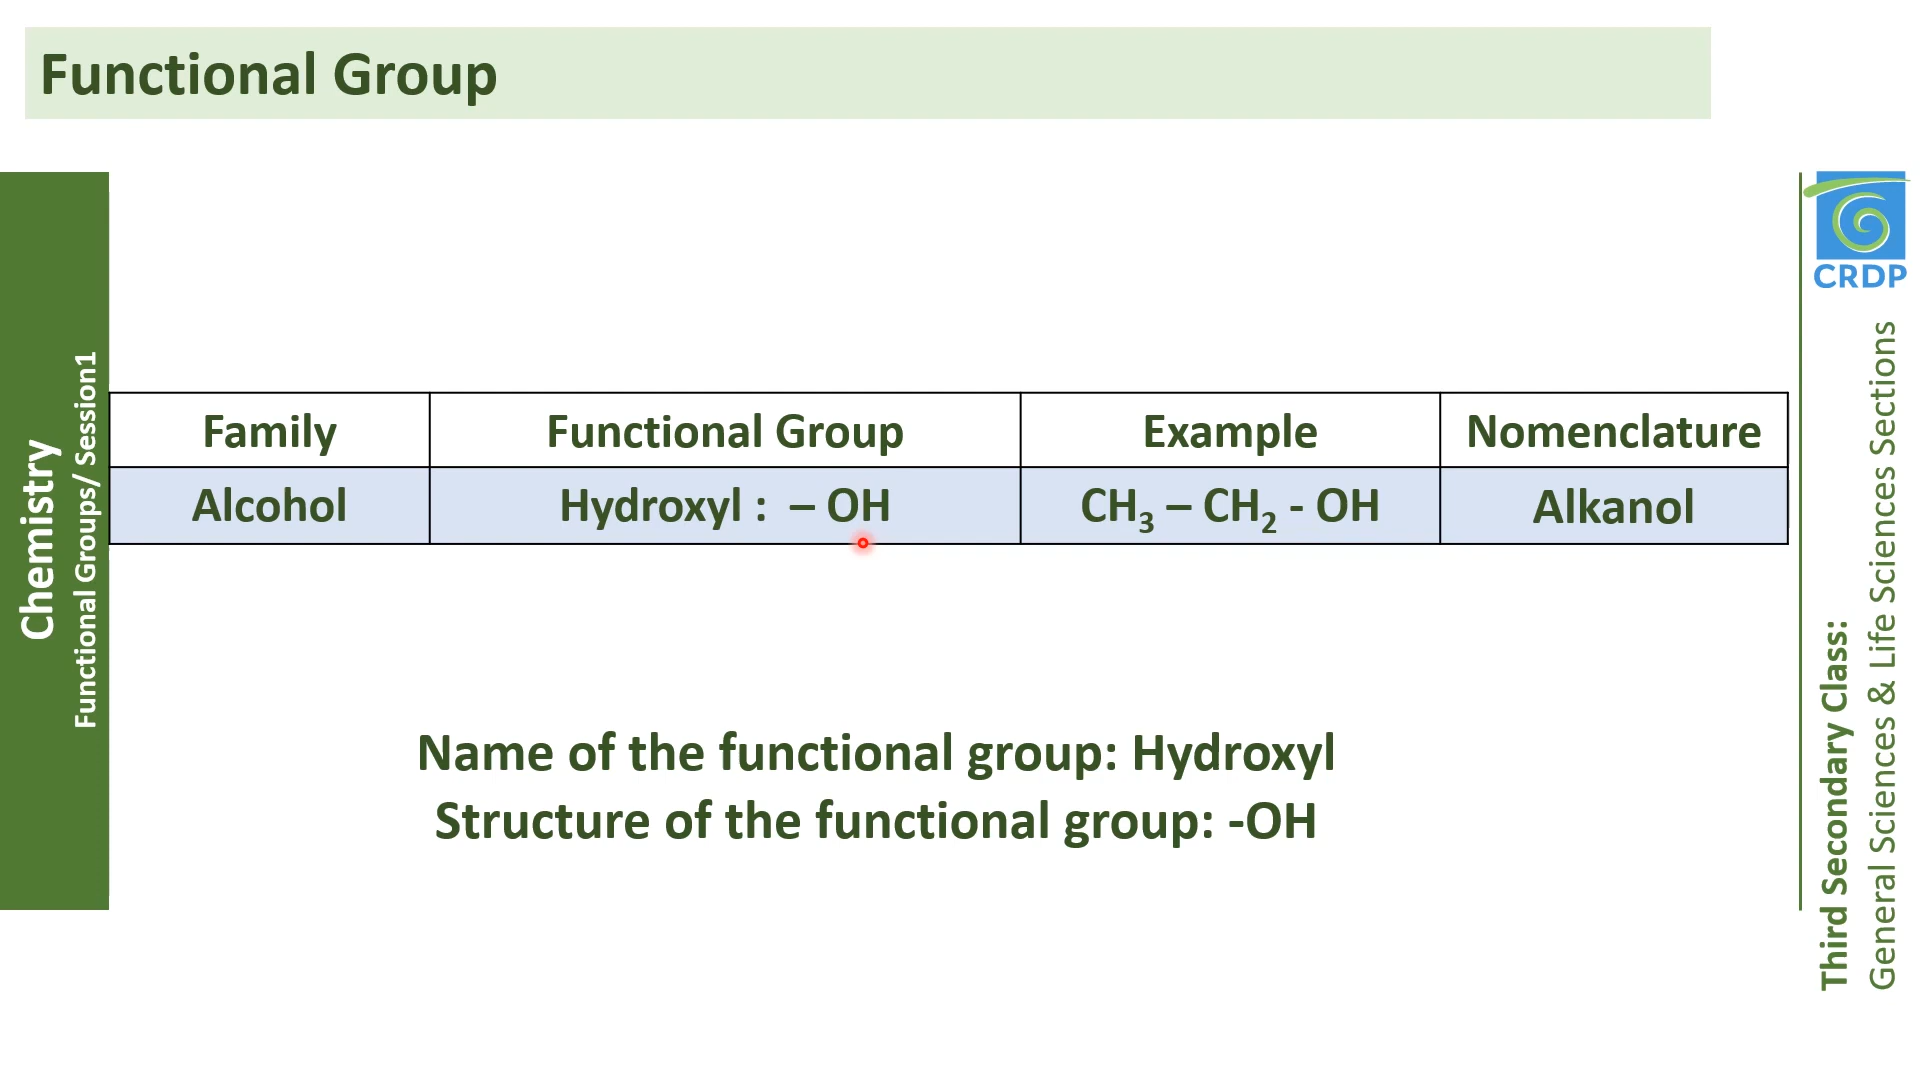 Functional Group
Chemistry
Functional Groups/ Session1
Family Functional Group Example Nomenclature
Alcohol Hydroxyl : – OH CH₃ – CH₂ - OH Alkanol
Name of the functional group: Hydroxyl
Structure of the functional group: -OH
CRDP
Third Secondary Class:
General Sciences & Life Sciences Sections